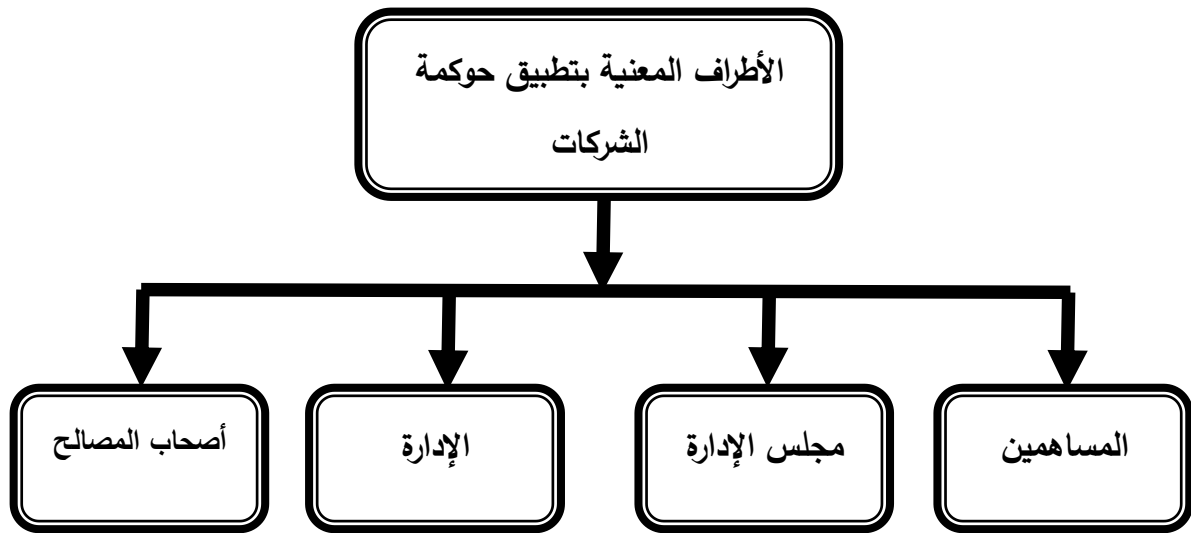 الأطراف المعنية بتطبيق حوكمة
الشركات
المساهمين
مجلس الإدارة
الإدارة
أصحاب المصالح